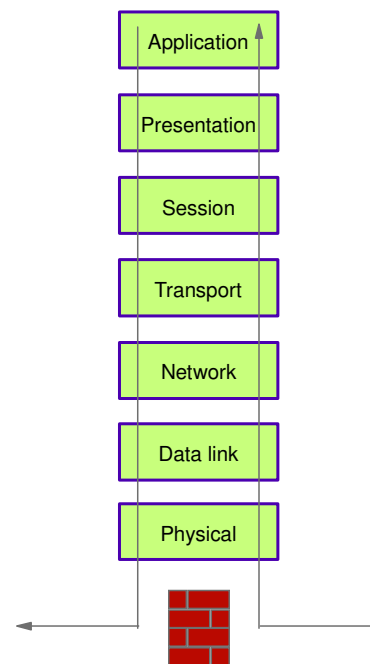 Application
Presentation
Session
Transport
Network
Data link
Physical